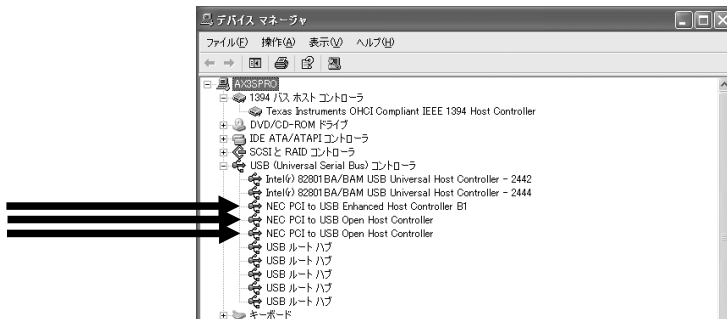 デバイス マネージャ
ファイル(F) 操作(A) 表示(V) ヘルプ(H)
AX3SPRO
1394 バス ホスト コントローラ
Texas Instruments OHCI Compliant IEEE 1394 Host Controller
DVD/CD-ROM ドライブ
IDE ATA/ATAPI コントローラ
SCSI と RAID コントローラ
USB (Universal Serial Bus) コントローラ
Intel(r) 82801BA/BAM USB Universal Host Controller - 2442
Intel(r) 82801BA/BAM USB Universal Host Controller - 2444
NEC PCI to USB Enhanced Host Controller B1
NEC PCI to USB Open Host Controller
NEC PCI to USB Open Host Controller
USB ルート ハブ
USB ルート ハブ
USB ルート ハブ
USB ルート ハブ
USB ルート ハブ
キーボード